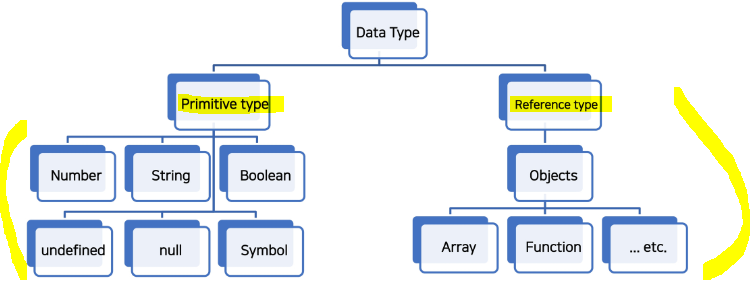 Data Type
Primitive type
Reference type
Number
String
Boolean
Objects
undefined
null
Symbol
Array
Function
... etc.